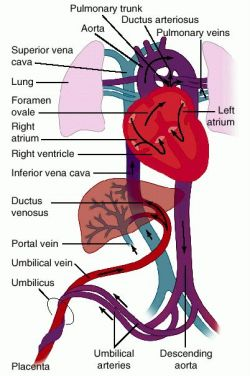 Pulmonary trunk
Ductus arteriosus
Aorta
Pulmonary veins
Superior vena
cava
Lung
Foramen
ovale
Left
atrium
Right
atrium
Right ventricle
Inferior vena cava
Ductus
venosus
Portal vein
Umbilical vein
Umbilicus
Placenta
Umbilical
arteries
Descending
aorta